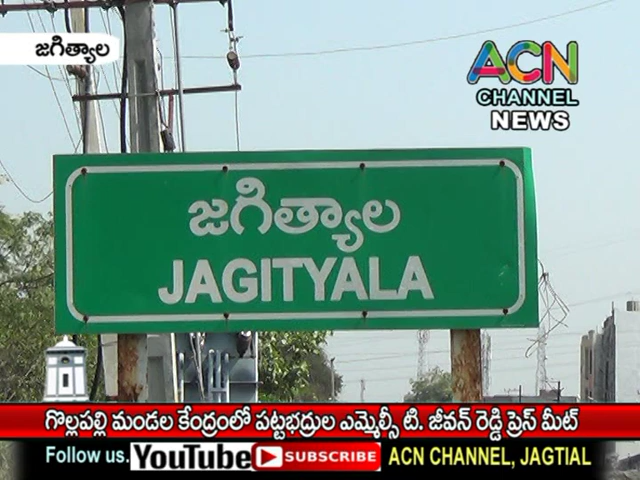 జగిత్యాల
ACN
CHANNEL
NEWS
జగిత్యాల
JAGITYALA
గొల్లపల్లి మండల కేంద్రంలో పట్టభద్రుల ఎమ్మెల్సీ టి. జీవన్ రెడ్డి ప్రెస్ మీట్
Follow us. YouTube SUBSCRIBE ACN CHANNEL, JAGTIAL